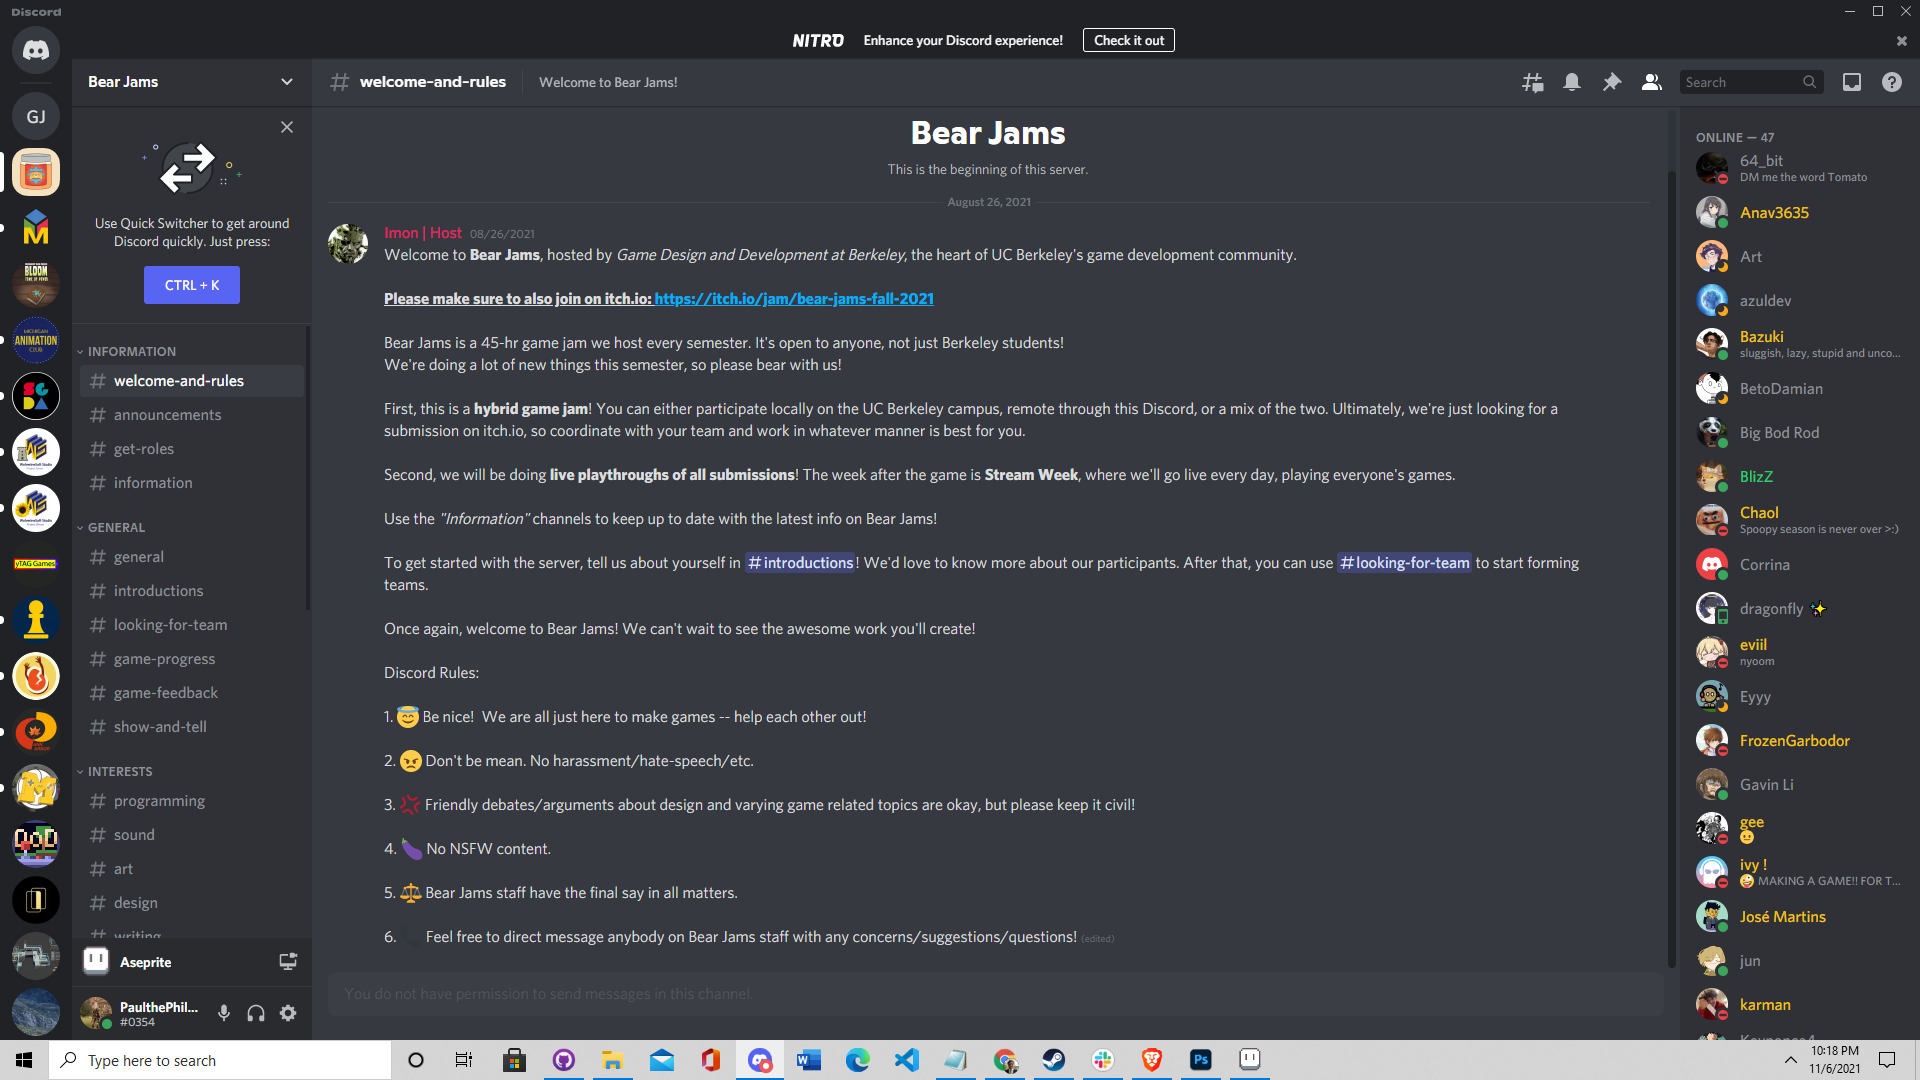 Discord
NITRO Enhance your Discord experience! Check it out
Bear Jams
welcome-and-rules
Welcome to Bear Jams!
Search
GJ
BLOOM
MICHIGAN
ANIMATION
CLUB
yTAG Games
Use Quick Switcher to get around
Discord quickly. Just press:
CTRL + K
INFORMATION
welcome-and-rules
announcements
get-roles
information
GENERAL
general
introductions
looking-for-team
game-progress
game-feedback
show-and-tell
INTERESTS
programming
sound
art
design
writing
Aseprite
PaulthePhil...
#0354
Bear Jams
This is the beginning of this server.
August 26, 2021
Imon | Host 08/26/2021
Welcome to Bear Jams, hosted by Game Design and Development at Berkeley, the heart of UC Berkeley's game development community.
Please make sure to also join on itch.io: https://itch.io/jam/bear-jams-fall-2021
Bear Jams is a 45-hr game jam we host every semester. It's open to anyone, not just Berkeley students!
We're doing a lot of new things this semester, so please bear with us!
First, this is a hybrid game jam! You can either participate locally on the UC Berkeley campus, remote through this Discord, or a mix of the two. Ultimately, we're just looking for a
submission on itch.io, so coordinate with your team and work in whatever manner is best for you.
Second, we will be doing live playthroughs of all submissions! The week after the game is Stream Week, where we'll go live every day, playing everyone's games.
Use the "Information" channels to keep up to date with the latest info on Bear Jams!
To get started with the server, tell us about yourself in #introductions! We'd love to know more about our participants. After that, you can use #looking-for-team to start forming
teams.
Once again, welcome to Bear Jams! We can't wait to see the awesome work you'll create!
Discord Rules:
1. 😇 Be nice!  We are all just here to make games -- help each other out!
2. 😠 Don't be mean. No harassment/hate-speech/etc.
3. 💢 Friendly debates/arguments about design and varying game related topics are okay, but please keep it civil!
4. 🍆 No NSFW content.
5. ⚖️ Bear Jams staff have the final say in all matters.
6. Feel free to direct message anybody on Bear Jams staff with any concerns/suggestions/questions! (edited)
You do not have permission to send messages in this channel.
ONLINE — 47
64_bit
DM me the word Tomato
Anav3635
Art
azuldev
Bazuki
sluggish, lazy, stupid and unco...
BetoDamian
Big Bod Rod
BlizZ
Chaol
Spoopy season is never over >:)
Corrina
dragonfly ✨
eviil
nyoom
Eyyy
FrozenGarbodor
Gavin Li
gee
😐
ivy !
🤪 MAKING A GAME!! FOR T...
José Martins
jun
karman
Type here to search
10:18 PM
11/6/2021